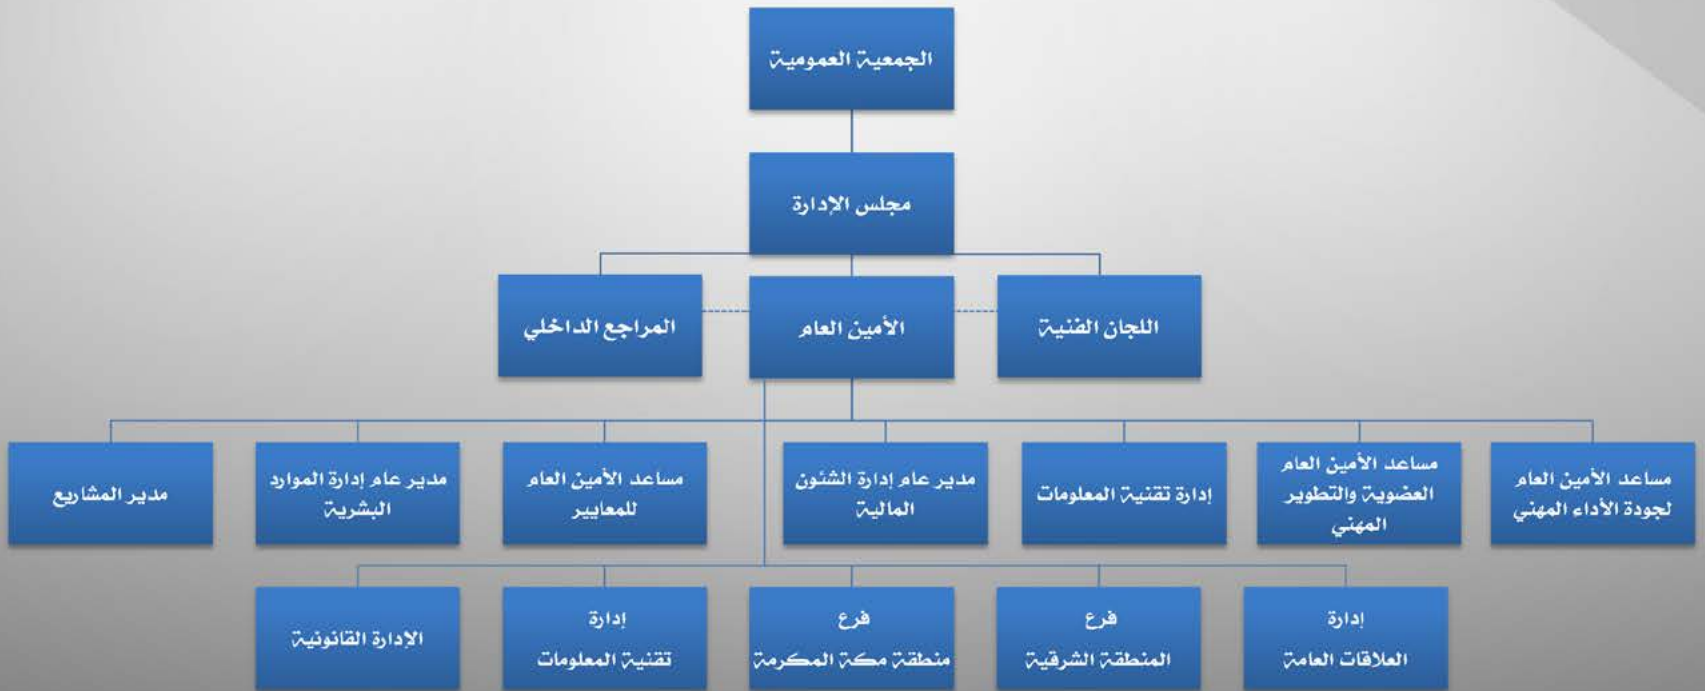 الجمعية العمومية
مجلس الإدارة
اللجان الفنية
الأمين العام
المراجع الداخلي
مساعد الأمين العام
لجودة الأداء المهني
مساعد الأمين العام
العضوية والتطوير
المهني
إدارة تقنية المعلومات
مدير عام إدارة الشئون
المالية
مساعد الأمين العام
للمعايير
مدير عام إدارة الموارد
البشرية
مدير المشاريع
إدارة
العلاقات العامة
فرع
المنطقة الشرقية
فرع
منطقة مكة المكرمة
إدارة
تقنية المعلومات
الإدارة القانونية